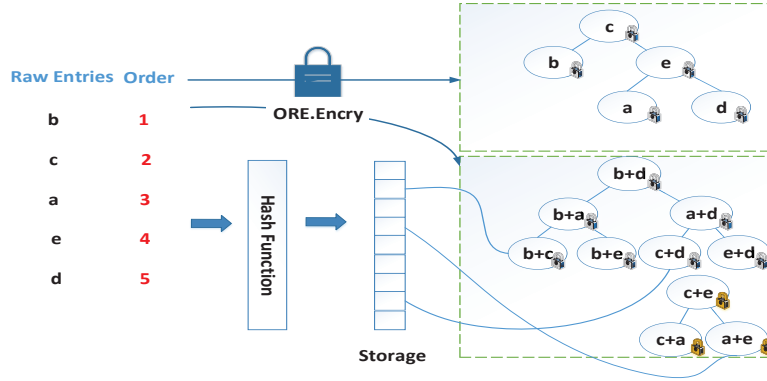 Raw Entries Order
b 1
c 2
a 3
e 4
d 5
ORE.Encry
Hash Function
Storage
c
b e
a d
b+d
b+a a+d
b+c b+e c+d e+d
c+e
c+a a+e